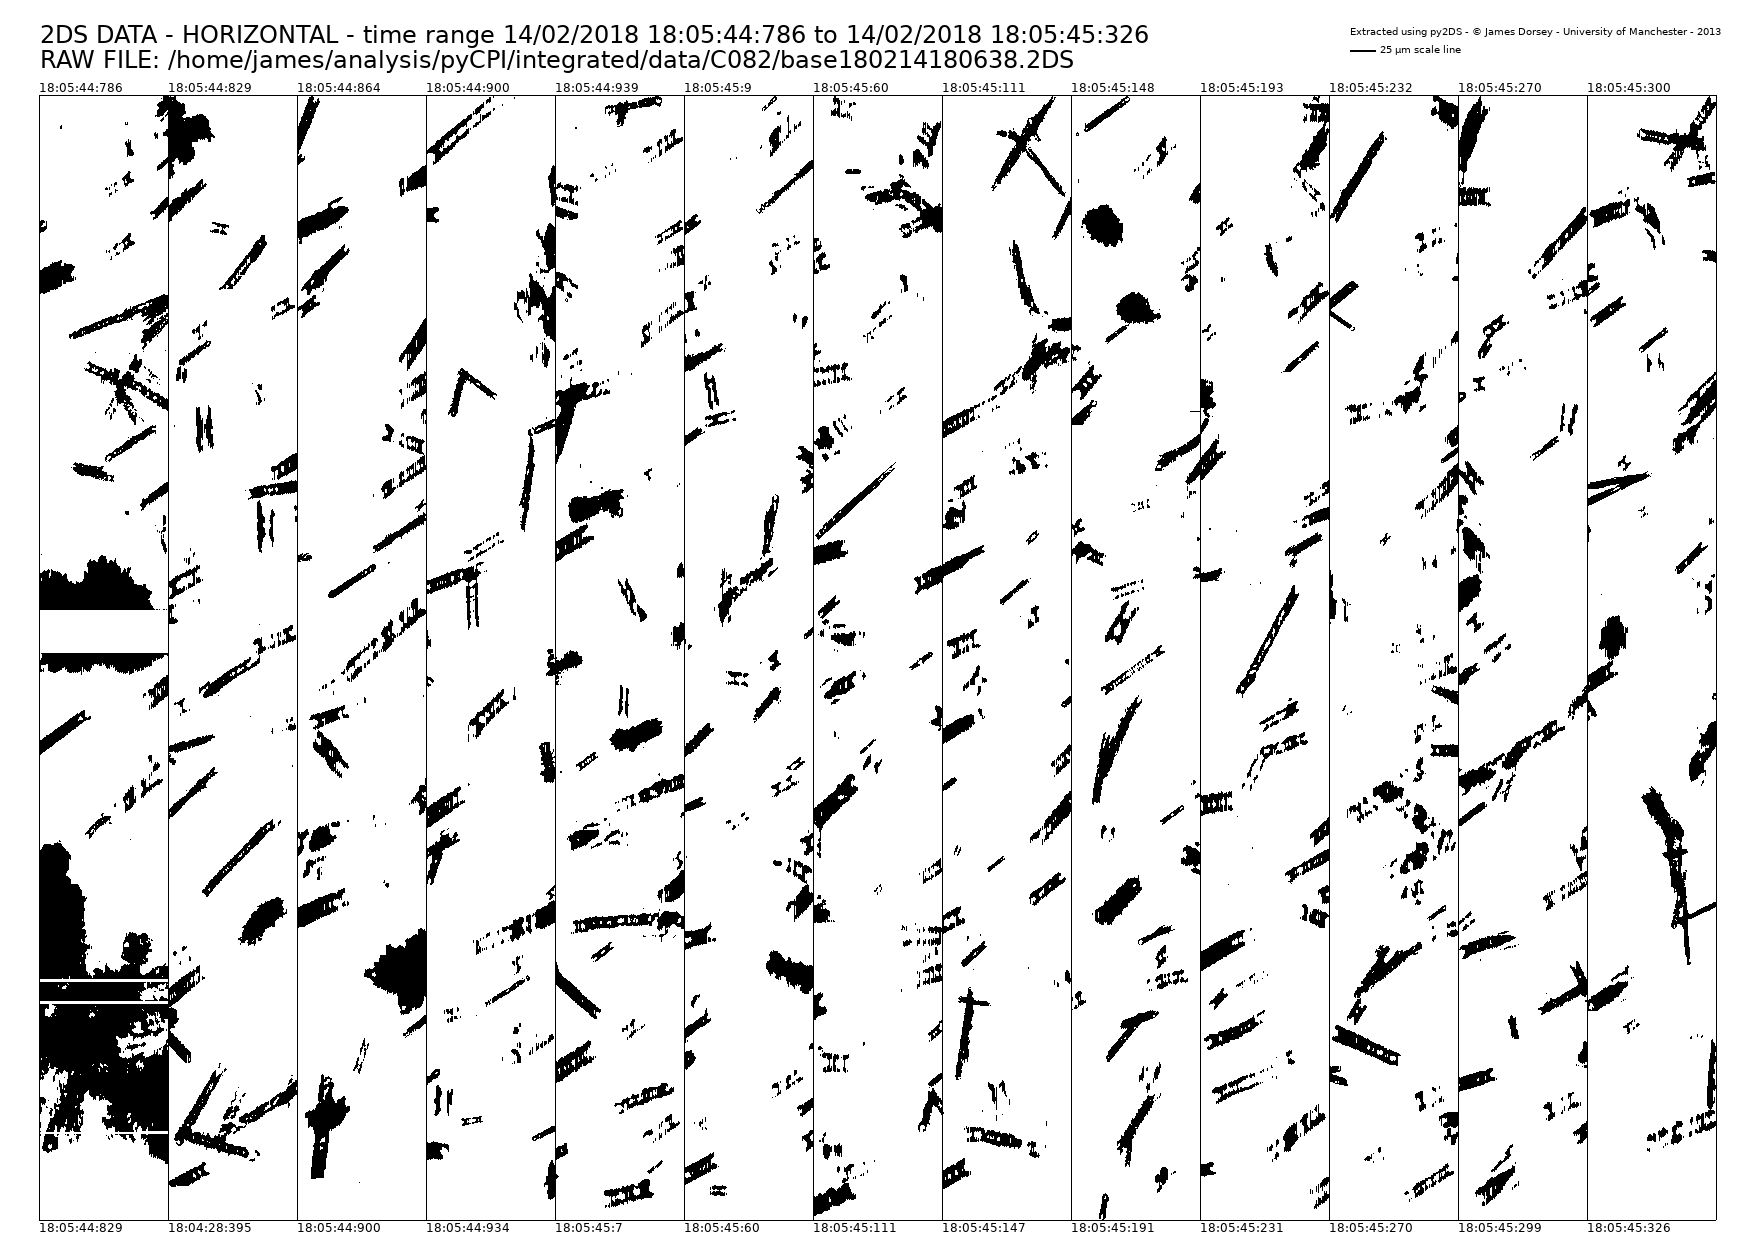 2DS DATA - HORIZONTAL - time range 14/02/2018 18:05:44:786 to 14/02/2018 18:05:45:326
RAW FILE: /home/james/analysis/pyCPI/integrated/data/C082/base180214180638.2DS
Extracted using py2DS - © James Dorsey - University of Manchester - 2013
25 μm scale line
18:05:44:786 18:05:44:829 18:05:44:864 18:05:44:900 18:05:44:939 18:05:45:9 18:05:45:60 18:05:45:111 18:05:45:148 18:05:45:193 18:05:45:232 18:05:45:270 18:05:45:300
18:05:44:829 18:04:28:395 18:05:44:900 18:05:44:934 18:05:45:7 18:05:45:60 18:05:45:111 18:05:45:147 18:05:45:191 18:05:45:231 18:05:45:270 18:05:45:299 18:05:45:326